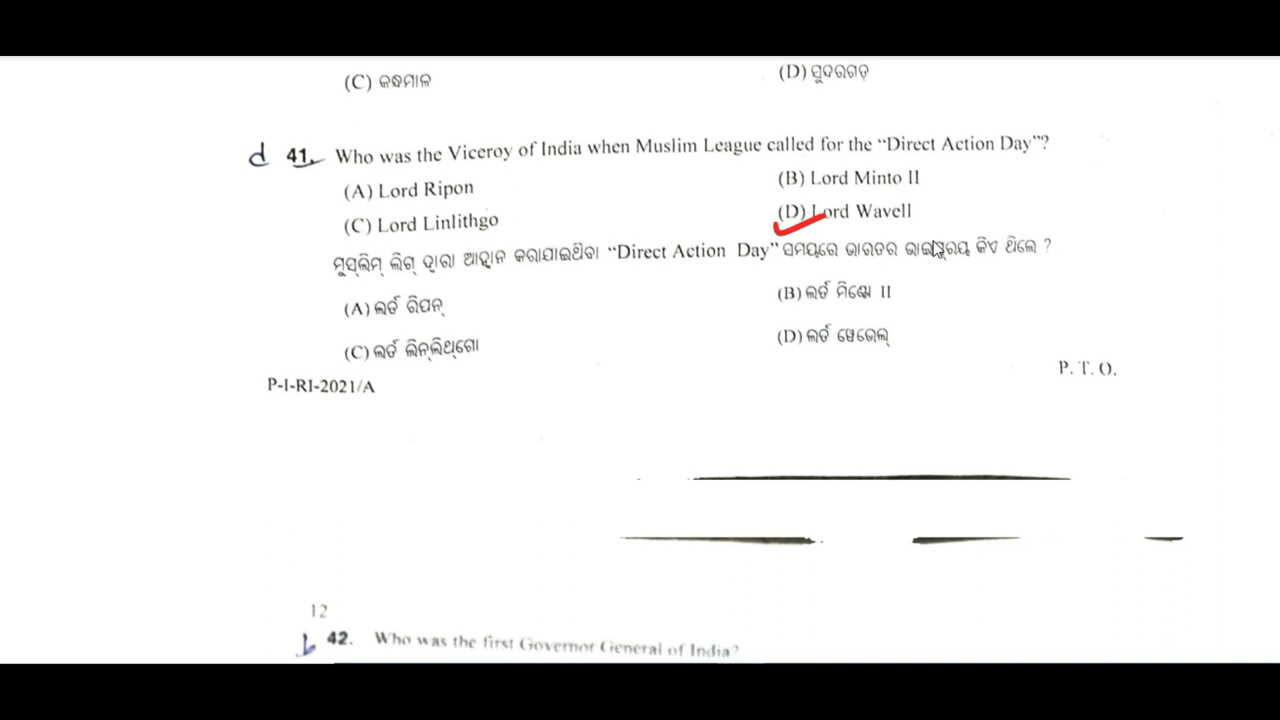 (C) କନ୍ଧମାଳ
(D) ସୁନ୍ଦରଗଡ଼
d 41. Who was the Viceroy of India when Muslim League called for the “Direct Action Day”?
(A) Lord Ripon
(B) Lord Minto II
(C) Lord Linlithgo
(D) Lord Wavell
ମୁସ୍‌ଲିମ୍ ଲିଗ୍ ଦ୍ୱାରା ଆହ୍ୱାନ କରାଯାଇଥିବା “Direct Action Day” ସମୟରେ ଭାରତର ଭାଇସ୍‌ରୟ କିଏ ଥିଲେ ?
(A) ଲର୍ଡ ରିପନ୍
(B) ଲର୍ଡ ମିଣ୍ଟୋ II
(C) ଲର୍ଡ ଲିନ୍‌ଲିଥ୍‌ଗୋ
(D) ଲର୍ଡ ୱେଭେଲ୍
P. T. O.
P-I-RI-2021/A
12
b 42. Who was the first Governor General of India?